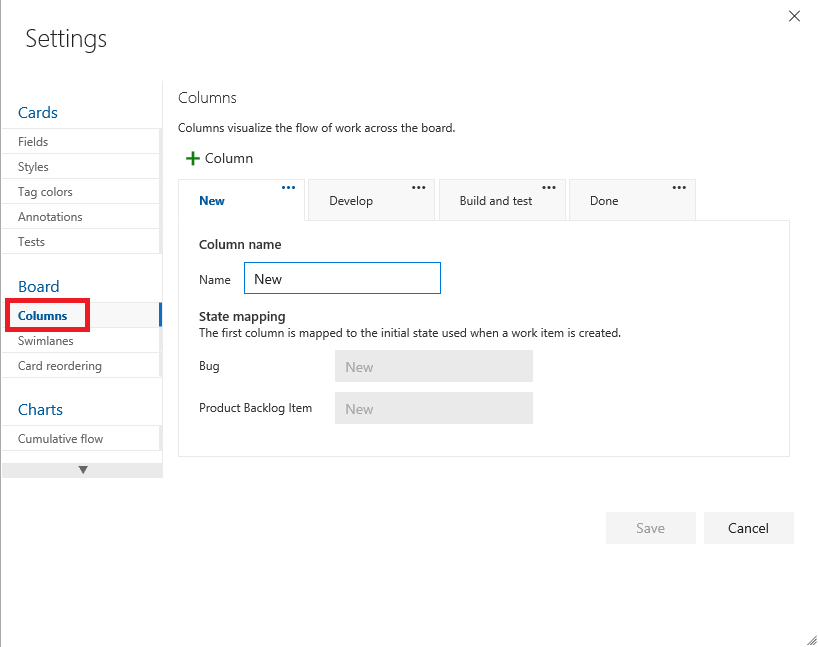 Settings
Cards
Fields
Styles
Tag colors
Annotations
Tests
Board
Columns
Swimlanes
Card reordering
Charts
Cumulative flow
Columns
Columns visualize the flow of work across the board.
Column
New
Develop
Build and test
Done
Column name
Name New
State mapping
The first column is mapped to the initial state used when a work item is created.
Bug New
Product Backlog Item New
Save Cancel